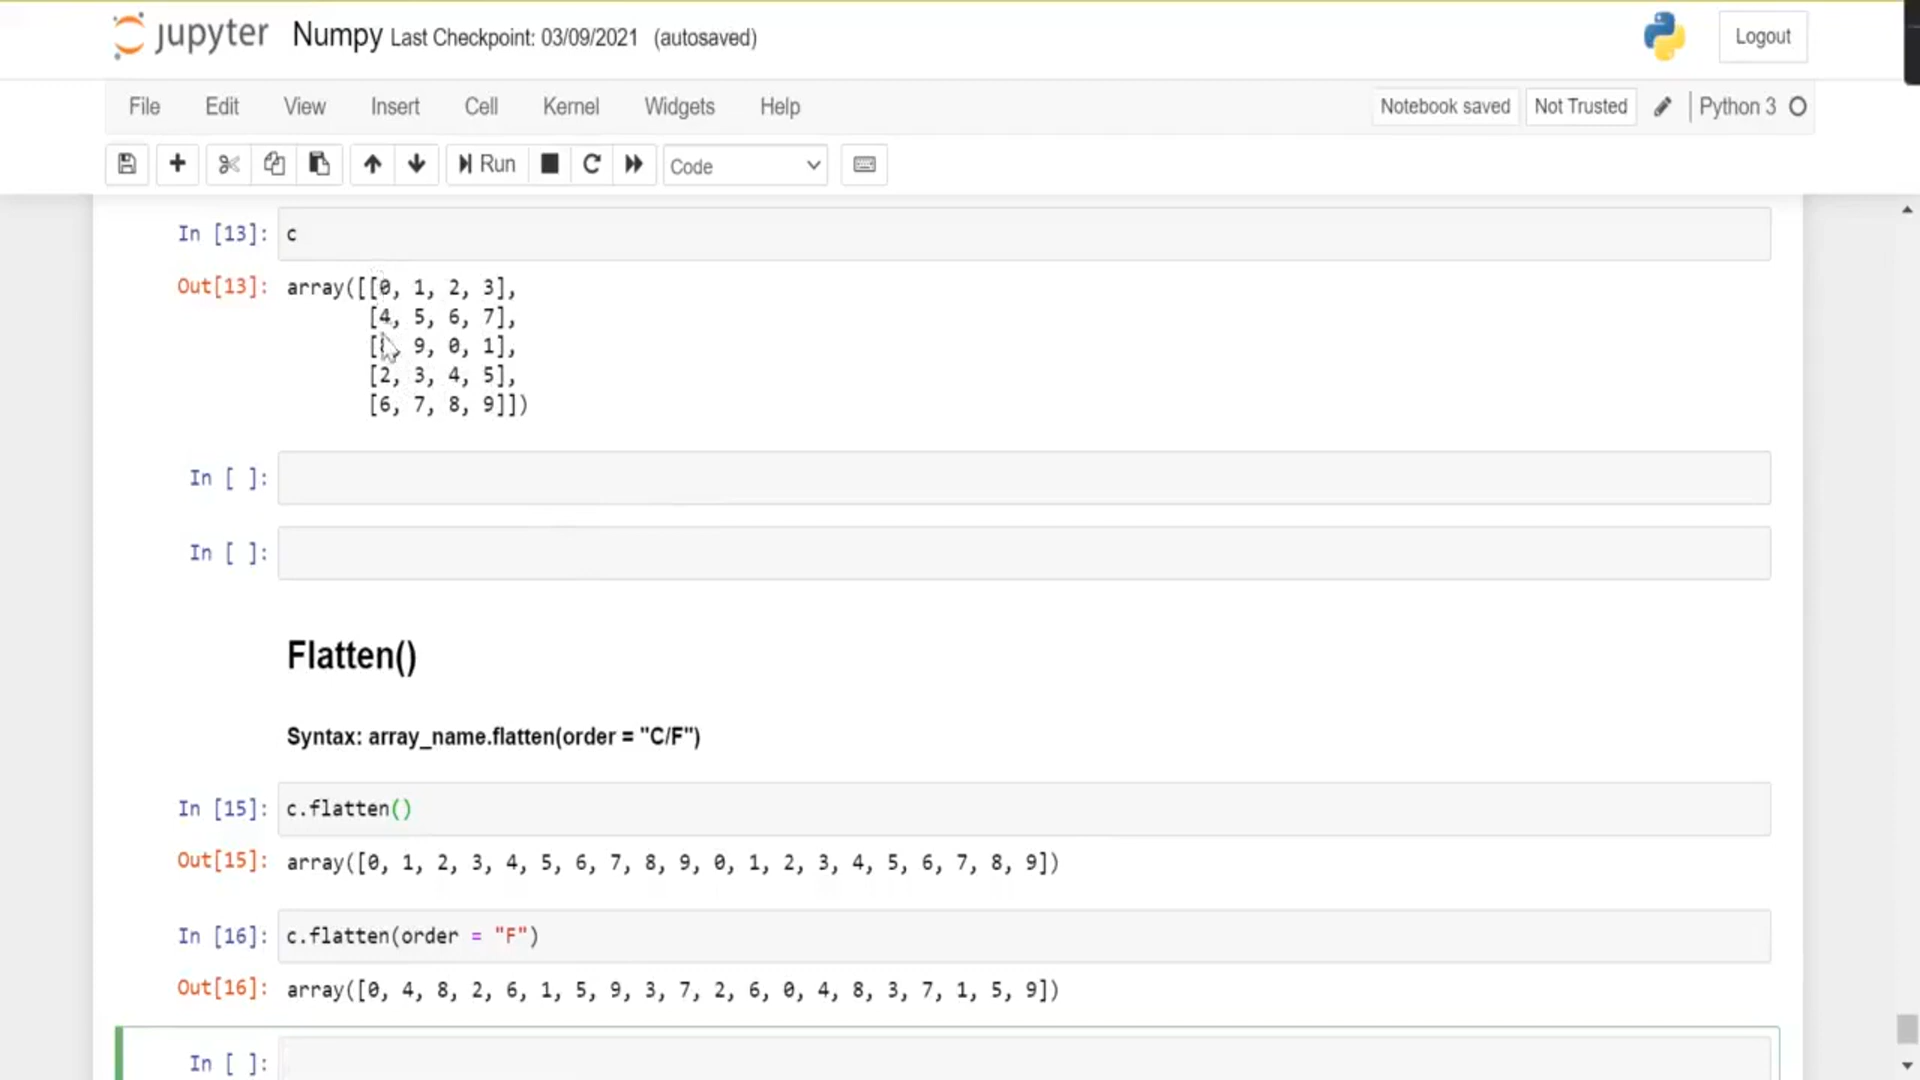 jupyter Numpy Last Checkpoint: 03/09/2021 (autosaved) Logout
File Edit View Insert Cell Kernel Widgets Help Notebook saved Not Trusted Python 3
Run Code
In [13]: c
Out[13]: array([[0, 1, 2, 3],
[4, 5, 6, 7],
[ , 9, 0, 1],
[2, 3, 4, 5],
[6, 7, 8, 9]])
In [ ]:
In [ ]:
Flatten()
Syntax: array_name.flatten(order = "C/F")
In [15]: c.flatten()
Out[15]: array([0, 1, 2, 3, 4, 5, 6, 7, 8, 9, 0, 1, 2, 3, 4, 5, 6, 7, 8, 9])
In [16]: c.flatten(order = "F")
Out[16]: array([0, 4, 8, 2, 6, 1, 5, 9, 3, 7, 2, 6, 0, 4, 8, 3, 7, 1, 5, 9])
In [ ]: